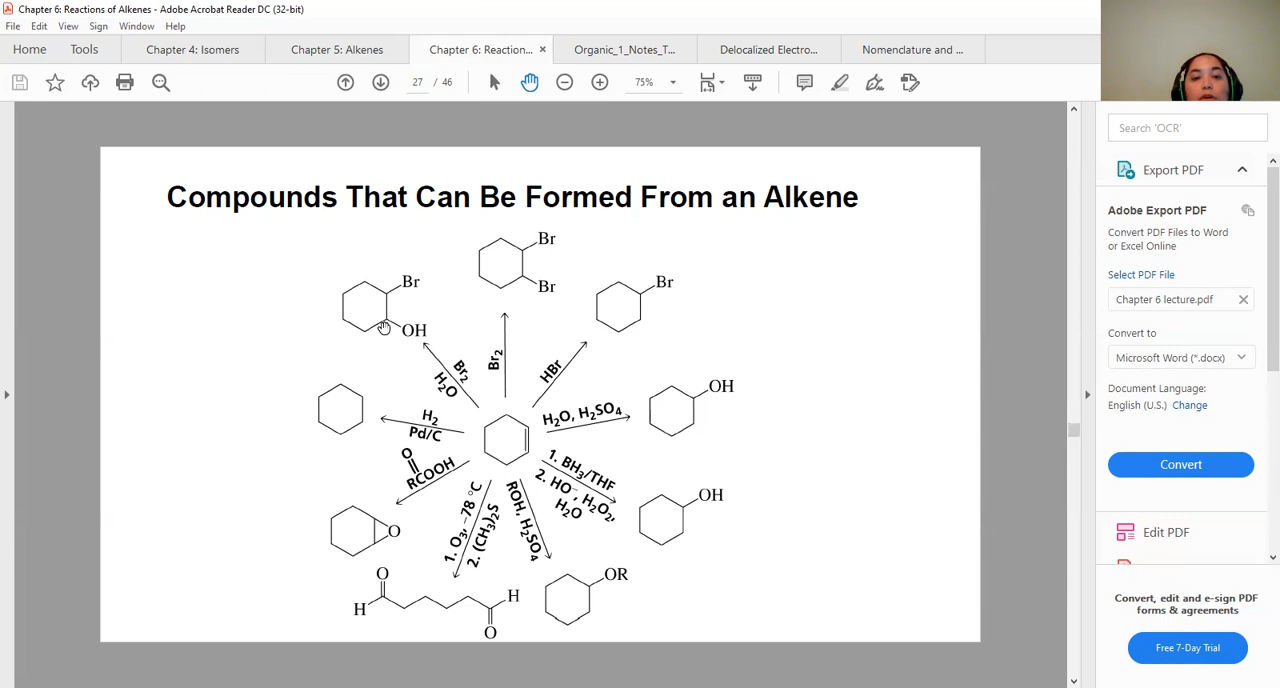 Chapter 6: Reactions of Alkenes - Adobe Acrobat Reader DC (32-bit)
File Edit View Sign Window Help
Home Tools Chapter 4: Isomers Chapter 5: Alkenes Chapter 6: Reaction... × Organic_1_Notes_T... Delocalized Electro... Nomenclature and ...
27 / 46 75%
Search 'OCR'
Export PDF
Adobe Export PDF
Convert PDF Files to Word
or Excel Online
Select PDF File
Chapter 6 lecture.pdf
Convert to
Microsoft Word (*.docx)
Document Language:
English (U.S.) Change
Convert
Edit PDF
Convert, edit and e-sign PDF
forms & agreements
Free 7-Day Trial
Compounds That Can Be Formed From an Alkene
Br
Br
Br
OH
Br
Br2
H2O
Br2
HBr
H2O, H2SO4
OH
H2
Pd/C
1. BH3/THF
2. HO–, H2O2,
H2O
OH
O
RCOOH
O
1. O3, –78 °C
2. (CH3)2S
ROH, H2SO4
OR
O
H
H
O